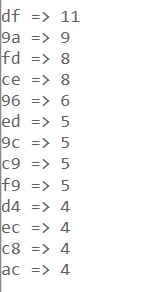 df => 11
9a => 9
fd => 8
ce => 8
96 => 6
ed => 5
9c => 5
c9 => 5
f9 => 5
d4 => 4
ec => 4
c8 => 4
ac => 4